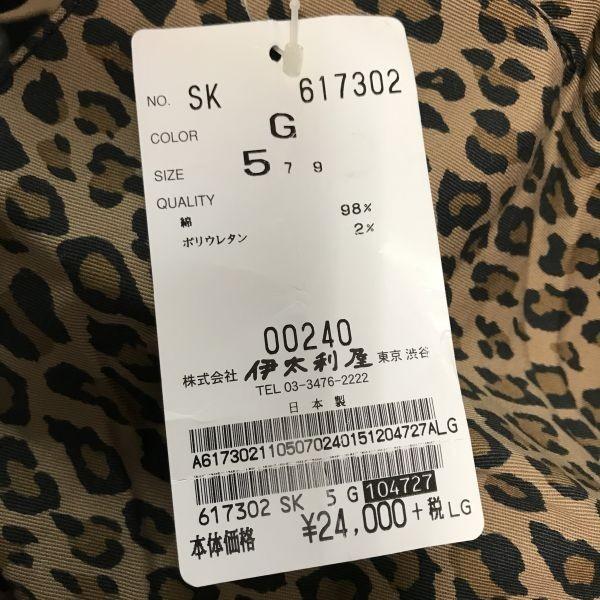 NO. SK 617302
COLOR G
SIZE 5 7 9
QUALITY
綿 98%
ポリウレタン 2%
00240
株式会社 伊太利屋 東京 渋谷
TEL 03-3476-2222
日本製
A6173021105070240151204727ALG
617302 SK 5 G 104727
本体価格 ¥24,000+税 LG